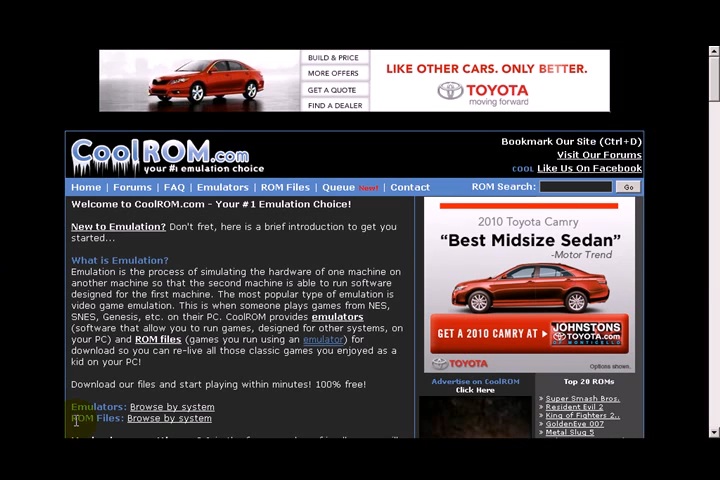 BUILD & PRICE
MORE OFFERS
GET A QUOTE
FIND A DEALER
LIKE OTHER CARS. ONLY BETTER.
TOYOTA
moving forward
CoolROM.com
your #1 emulation choice
Bookmark Our Site (Ctrl+D)
Visit Our Forums
COOL Like Us On Facebook
Home | Forums | FAQ | Emulators | ROM Files | Queue New! | Contact
ROM Search: Go
Welcome to CoolROM.com - Your #1 Emulation Choice!
New to Emulation? Don't fret, here is a brief introduction to get you
started...
What is Emulation?
Emulation is the process of simulating the hardware of one machine on
another machine so that the second machine is able to run software
designed for the first machine. The most popular type of emulation is
video game emulation. This is when someone plays games from NES,
SNES, Genesis, etc. on their PC. CoolROM provides emulators
(software that allow you to run games, designed for other systems, on
your PC) and ROM files (games you run using an emulator) for
download so you can re-live all those classic games you enjoyed as a
kid on your PC!
Download our files and start playing within minutes! 100% free!
Emulators: Browse by system
ROM Files: Browse by system
2010 Toyota Camry
“Best Midsize Sedan”
-Motor Trend
GET A 2010 CAMRY AT
JOHNSTONS
TOYOTA.com
OF MONTICELLO
TOYOTA
Options shown.
Advertise on CoolROM
Click Here
Top 20 ROMs
» Super Smash Bros.
» Resident Evil 2
» King of Fighters 2..
» GoldenEye 007
» Metal Slug 5